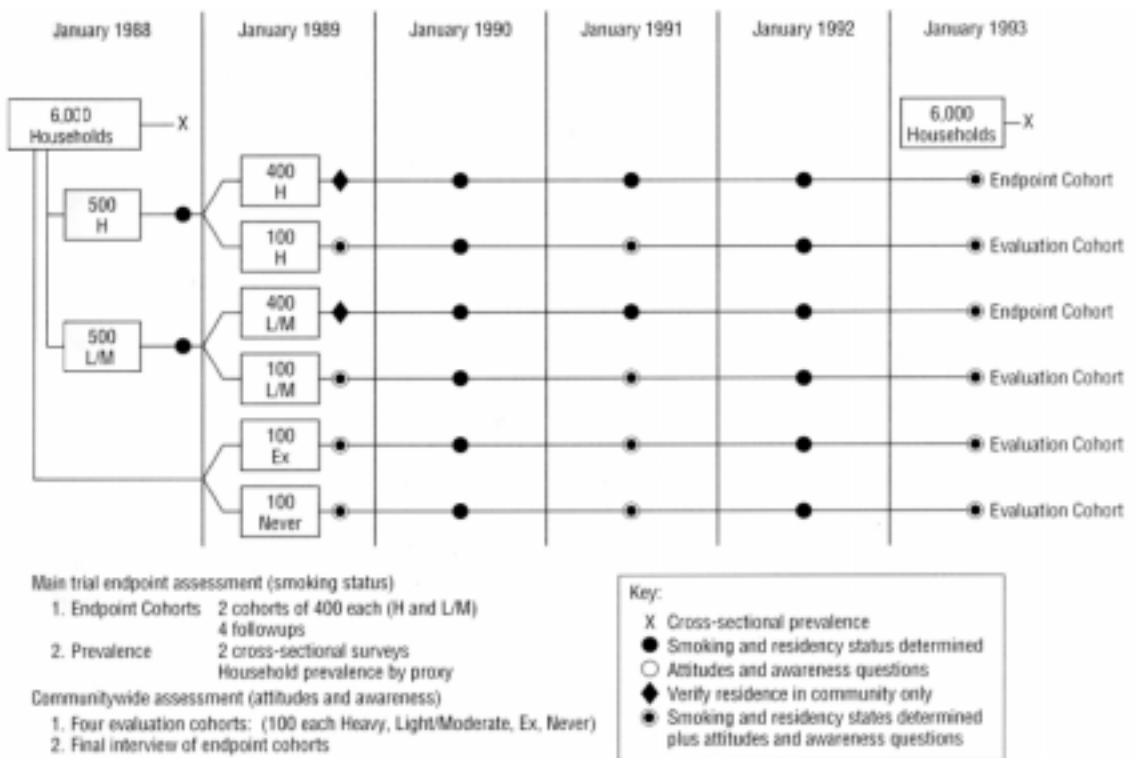 January 1988
January 1989
January 1990
January 1991
January 1992
January 1993
6,000
Households
X
6,000
Households
X
400
H
Endpoint Cohort
500
H
100
H
Evaluation Cohort
400
L/M
Endpoint Cohort
500
L/M
100
L/M
Evaluation Cohort
100
Ex
Evaluation Cohort
100
Never
Evaluation Cohort
Main trial endpoint assessment (smoking status)
1. Endpoint Cohorts 2 cohorts of 400 each (H and L/M)
4 followups
2. Prevalence 2 cross-sectional surveys
Household prevalence by proxy
Communitywide assessment (attitudes and awareness)
1. Four evaluation cohorts: (100 each Heavy, Light/Moderate, Ex, Never)
2. Final interview of endpoint cohorts
Key:
X Cross-sectional prevalence
Smoking and residency status determined
Attitudes and awareness questions
Verify residence in community only
Smoking and residency states determined
plus attitudes and awareness questions